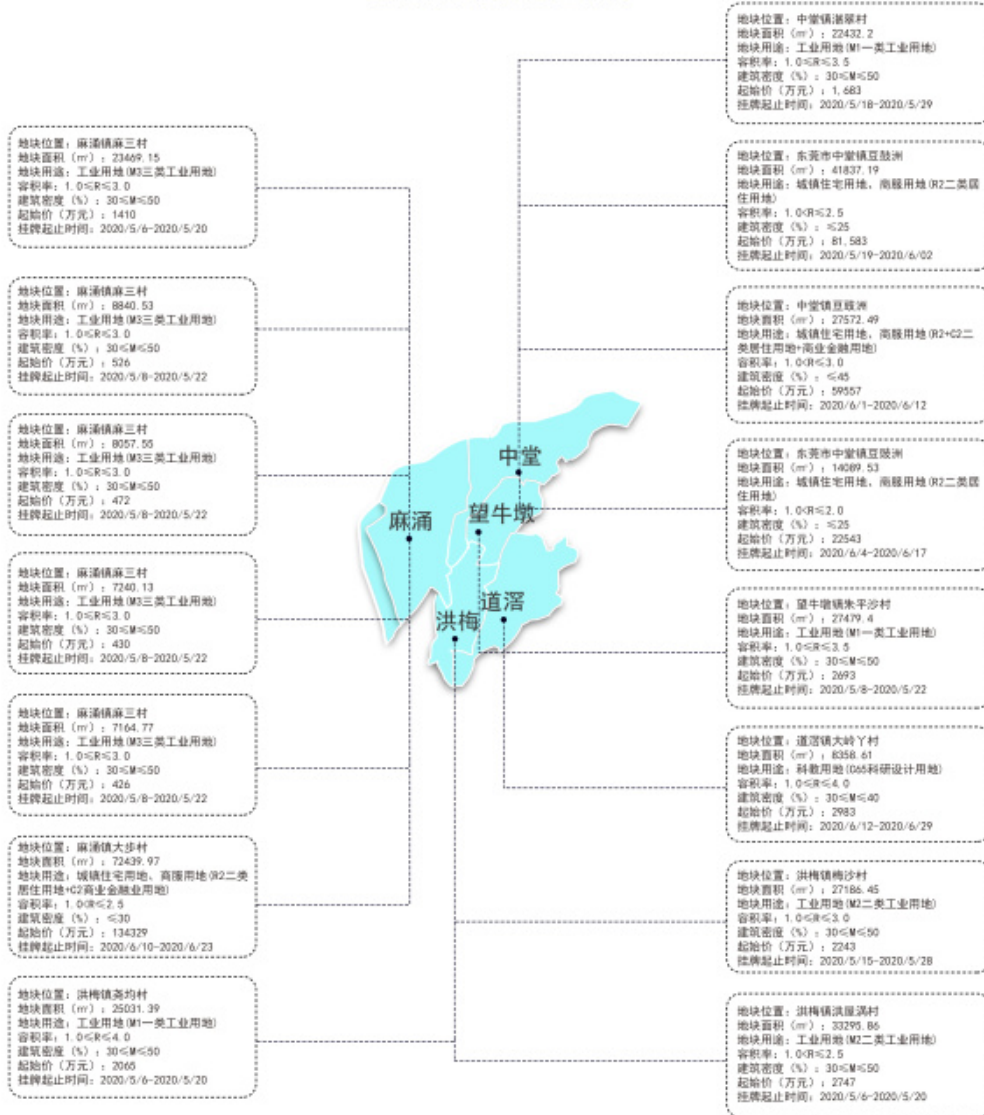 地块位置：麻涌镇麻三村
地块面积（㎡）：23469.15
地块用途：工业用地(M3三类工业用地)
容积率：1.0≤R≤3.0
建筑密度（%）：30≤M≤50
起始价（万元）：1410
挂牌起止时间：2020/5/6-2020/5/20
地块位置：麻涌镇麻三村
地块面积（㎡）：8840.53
地块用途：工业用地(M3三类工业用地)
容积率：1.0≤R≤3.0
建筑密度（%）：30≤M≤50
起始价（万元）：526
挂牌起止时间：2020/5/8-2020/5/22
地块位置：麻涌镇麻三村
地块面积（㎡）：8057.55
地块用途：工业用地(M3三类工业用地)
容积率：1.0≤R≤3.0
建筑密度（%）：30≤M≤50
起始价（万元）：472
挂牌起止时间：2020/5/8-2020/5/22
地块位置：麻涌镇麻三村
地块面积（㎡）：7240.13
地块用途：工业用地(M3三类工业用地)
容积率：1.0≤R≤3.0
建筑密度（%）：30≤M≤50
起始价（万元）：430
挂牌起止时间：2020/5/8-2020/5/22
地块位置：麻涌镇麻三村
地块面积（㎡）：7164.77
地块用途：工业用地(M3三类工业用地)
容积率：1.0≤R≤3.0
建筑密度（%）：30≤M≤50
起始价（万元）：426
挂牌起止时间：2020/5/8-2020/5/22
地块位置：麻涌镇大步村
地块面积（㎡）：72439.97
地块用途：城镇住宅用地、商服用地(R2二类
居住用地+C2商业金融业用地)
容积率：1.0<R≤2.5
建筑密度（%）：≤30
起始价（万元）：134329
挂牌起止时间：2020/6/10-2020/6/23
地块位置：洪梅镇尧均村
地块面积（㎡）：25031.39
地块用途：工业用地(M1一类工业用地)
容积率：1.0≤R≤4.0
建筑密度（%）：30≤M≤50
起始价（万元）：2065
挂牌起止时间：2020/5/6-2020/5/20
中堂
望牛墩
麻涌
道滘
洪梅
地块位置：中堂镇潢翠村
地块面积（㎡）：22432.2
地块用途：工业用地(M1一类工业用地)
容积率：1.0≤R≤3.5
建筑密度（%）：30≤M≤50
起始价（万元）：1,683
挂牌起止时间：2020/5/18-2020/5/29
地块位置：东莞市中堂镇豆豉洲
地块面积（㎡）：41837.19
地块用途：城镇住宅用地、商服用地(R2二类居
住用地)
容积率：1.0<R≤2.5
建筑密度（%）：≤25
起始价（万元）：81,583
挂牌起止时间：2020/5/19-2020/6/02
地块位置：中堂镇豆豉洲
地块面积（㎡）：27572.49
地块用途：城镇住宅用地、商服用地(R2+C2二
类居住用地+商业金融用地)
容积率：1.0<R≤3.0
建筑密度（%）：≤45
起始价（万元）：59557
挂牌起止时间：2020/6/1-2020/6/12
地块位置：东莞市中堂镇豆豉洲
地块面积（㎡）：14089.53
地块用途：城镇住宅用地、商服用地(R2二类居
住用地)
容积率：1.0<R≤2.0
建筑密度（%）：≤25
起始价（万元）：22543
挂牌起止时间：2020/6/4-2020/6/17
地块位置：望牛墩镇朱平沙村
地块面积（㎡）：27479.4
地块用途：工业用地(M1一类工业用地)
容积率：1.0≤R≤3.5
建筑密度（%）：30≤M≤50
起始价（万元）：2693
挂牌起止时间：2020/5/8-2020/5/22
地块位置：道滘镇大岭丫村
地块面积（㎡）：8358.61
地块用途：科教用地(C65科研设计用地)
容积率：1.0≤R≤4.0
建筑密度（%）：30≤M≤40
起始价（万元）：2983
挂牌起止时间：2020/6/12-2020/6/29
地块位置：洪梅镇梅沙村
地块面积（㎡）：27186.45
地块用途：工业用地(M2二类工业用地)
容积率：1.0≤R≤3.0
建筑密度（%）：30≤M≤50
起始价（万元）：2243
挂牌起止时间：2020/5/15-2020/5/28
地块位置：洪梅镇洪屋涡村
地块面积（㎡）：33295.86
地块用途：工业用地(M2二类工业用地)
容积率：1.0<R≤2.5
建筑密度（%）：30≤M≤50
起始价（万元）：2747
挂牌起止时间：2020/5/6-2020/5/20